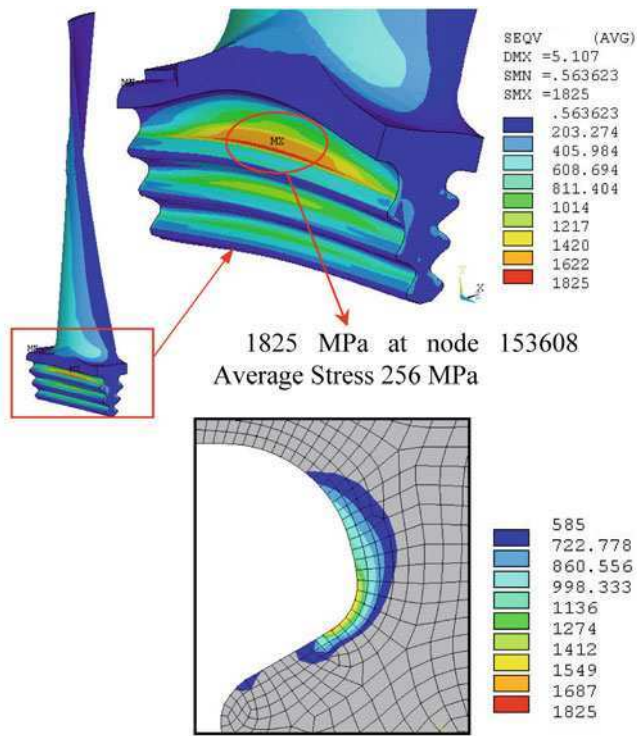 SEQV (AVG)
DMX =5.107
SMN =.563623
SMX =1825
.563623
203.274
405.984
608.694
811.404
1014
1217
1420
1622
1825
MX
MX
Z
X
1825 MPa at node 153608
Average Stress 256 MPa
585
722.778
860.556
998.333
1136
1274
1412
1549
1687
1825